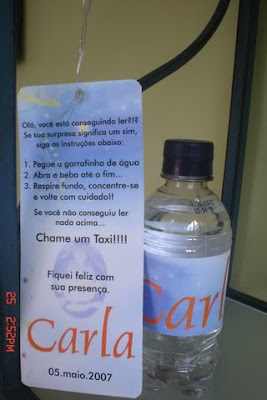 Olá, você está conseguindo ler?!?
Se sua surpresa significa um sim,
siga as instruções abaixo:
1. Pegue a garrafinha de água
2. Abra e beba até o fim...
3. Respire fundo, concentre-se
e volte com cuidado!!
Se você não conseguiu ler
nada acima...
Chame um Taxi!!!!
Fiquei feliz com
sua presença.
Carla
05.maio.2007
Carla
25 2:52PM